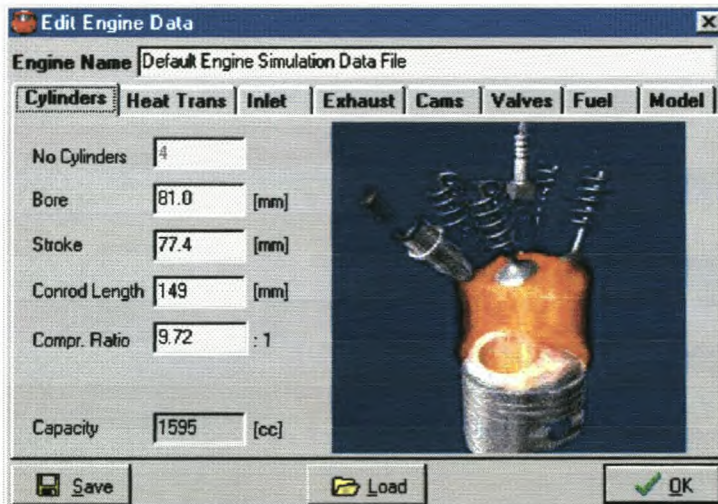 Edit Engine Data
Engine Name Default Engine Simulation Data File
Cylinders Heat Trans Inlet Exhaust Cams Valves Fuel Model
No Cylinders 4
Bore 81.0 [mm]
Stroke 77.4 [mm]
Conrod Length 149 [mm]
Compr. Ratio 9.72 : 1
Capacity 1595 [cc]
Save Load OK